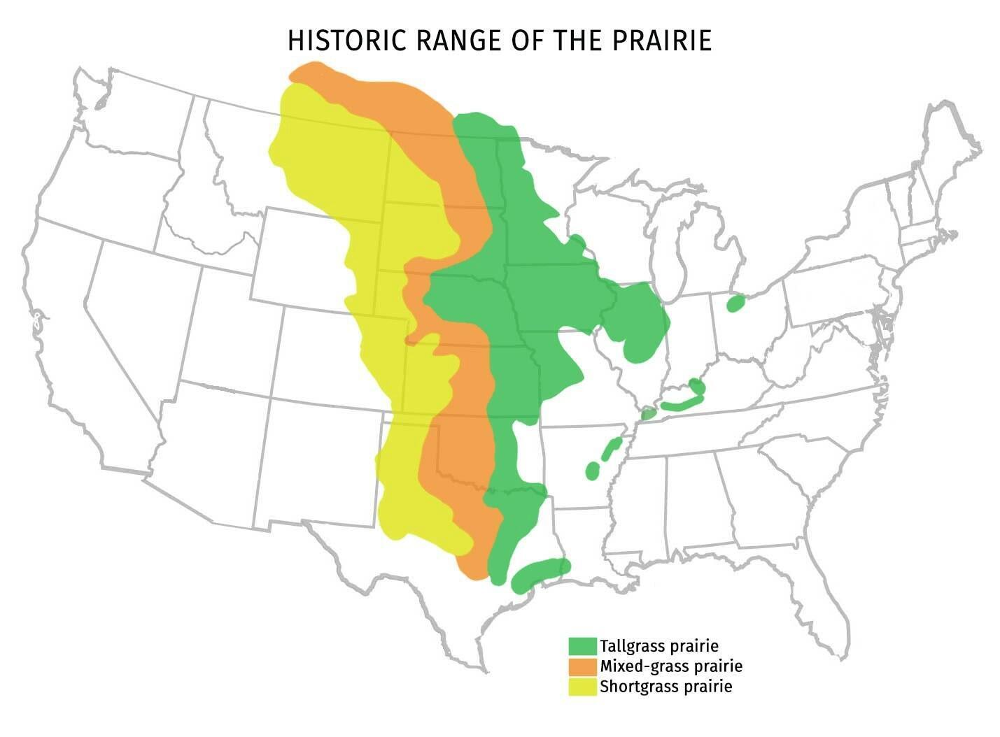 HISTORIC RANGE OF THE PRAIRIE
Tallgrass prairie
Mixed-grass prairie
Shortgrass prairie